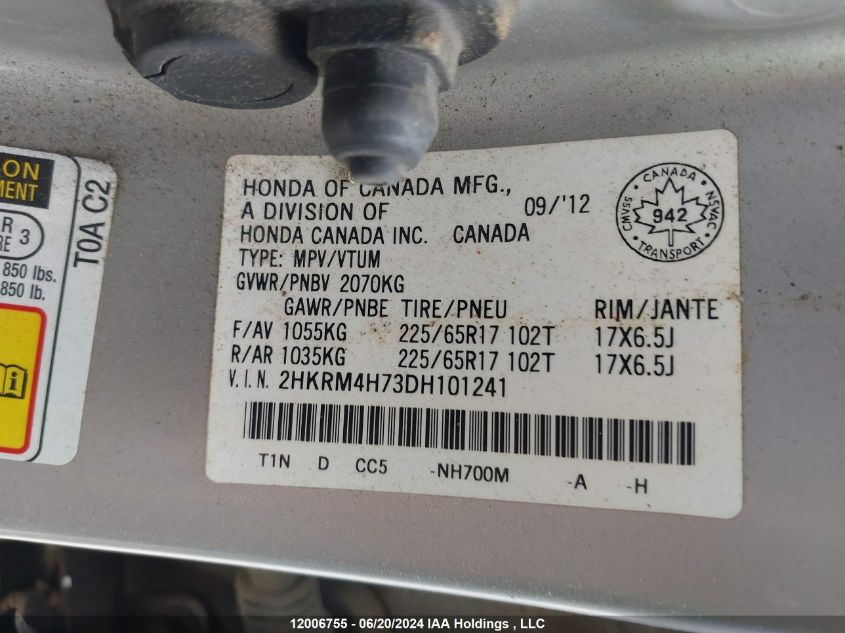 ON
MENT
R
RE 3
850 lbs.
850 lb.
T0A C2
HONDA OF CANADA MFG.,
A DIVISION OF 09/'12
HONDA CANADA INC. CANADA
TYPE: MPV/VTUM
GVWR/PNBV 2070KG
GAWR/PNBE TIRE/PNEU RIM/JANTE
F/AV 1055KG 225/65R17 102T 17X6.5J
R/AR 1035KG 225/65R17 102T 17X6.5J
V.I.N. 2HKRM4H73DH101241
T1N D CC5 -NH700M -A -H
CANADA
CMVSS 942 NSVAC
TRANSPORT
12006755 - 06/20/2024 IAA Holdings , LLC